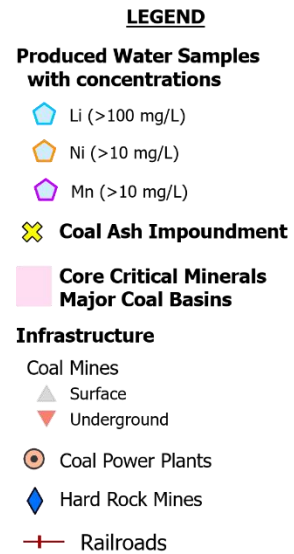 LEGEND
Produced Water Samples
with concentrations
Li (>100 mg/L)
Ni (>10 mg/L)
Mn (>10 mg/L)
Coal Ash Impoundment
Core Critical Minerals
Major Coal Basins
Infrastructure
Coal Mines
Surface
Underground
Coal Power Plants
Hard Rock Mines
Railroads